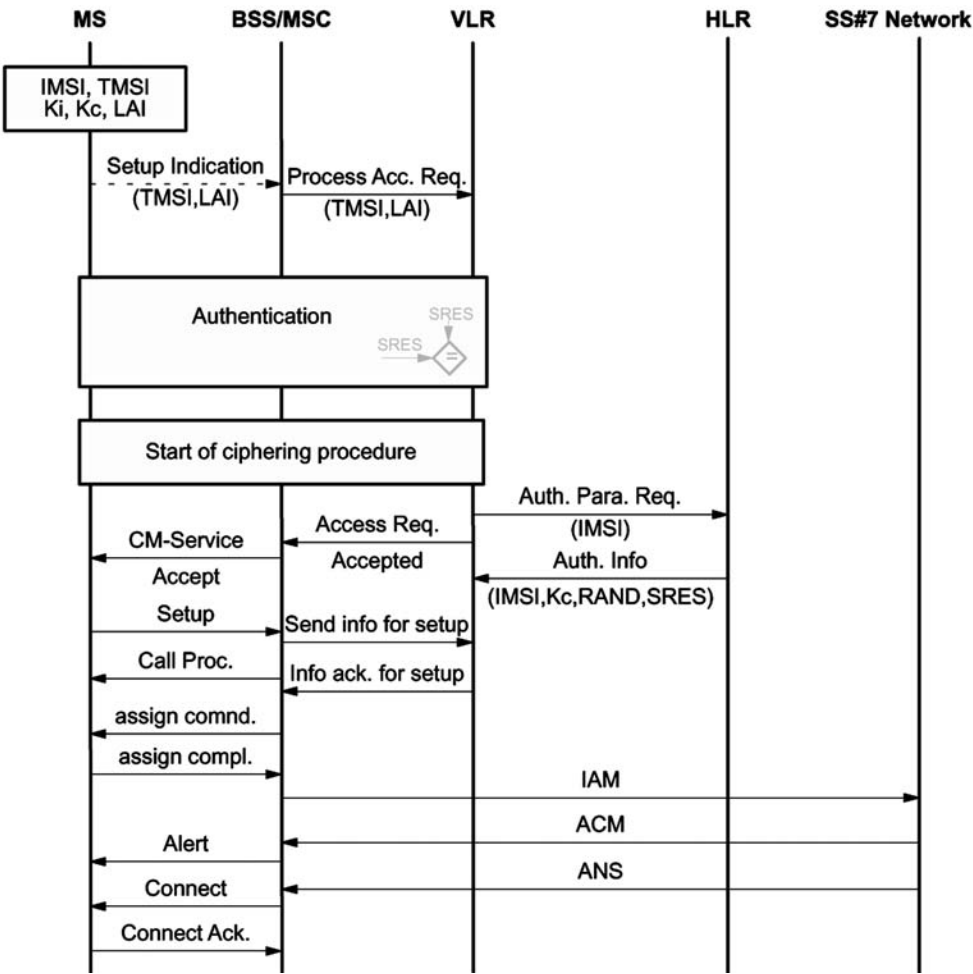 MS BSS/MSC VLR HLR SS#7 Network
IMSI, TMSI
Ki, Kc, LAI
Setup Indication
(TMSI,LAI)
Process Acc. Req.
(TMSI,LAI)
Authentication
SRES
SRES
=
Start of ciphering procedure
Auth. Para. Req.
(IMSI)
Access Req.
Accepted
CM-Service
Accept
Auth. Info
(IMSI,Kc,RAND,SRES)
Setup
Send info for setup
Call Proc.
Info ack. for setup
assign comnd.
assign compl.
IAM
ACM
Alert
ANS
Connect
Connect Ack.